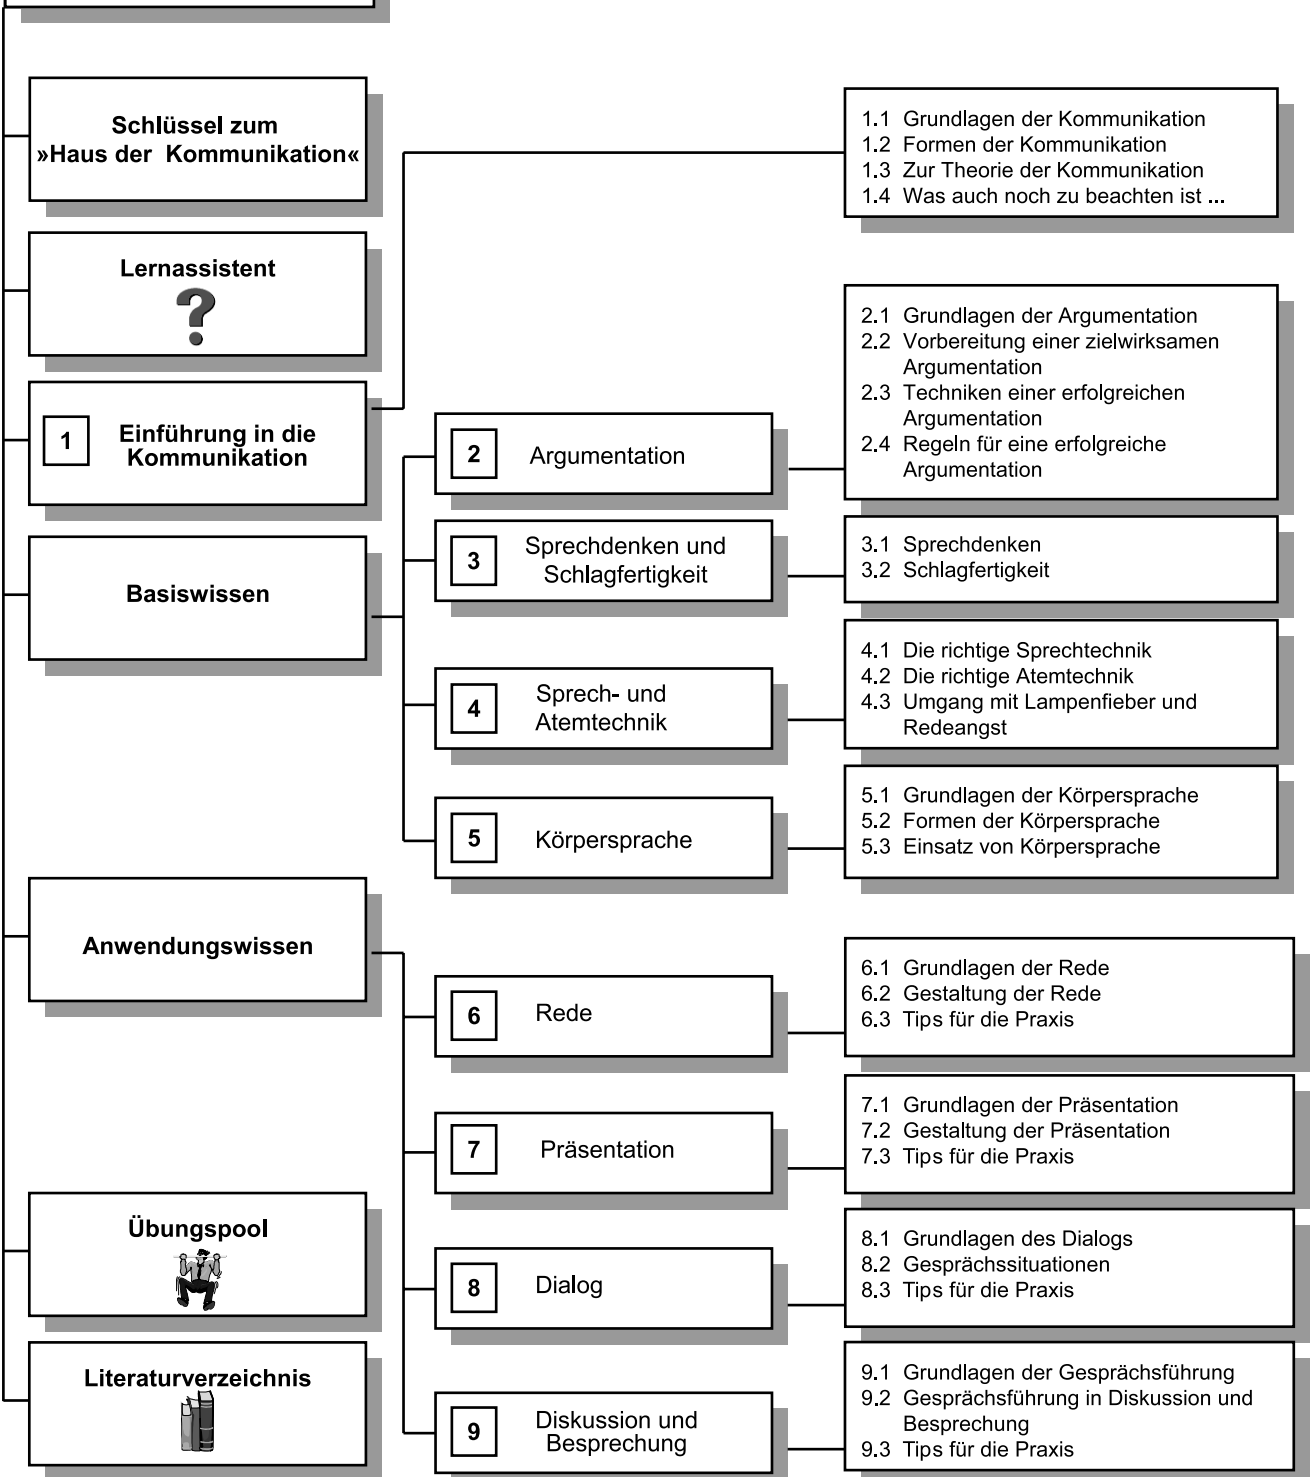 Schlüssel zum
»Haus der Kommunikation«
Lernassistent
?
1
Einführung in die
Kommunikation
1.1 Grundlagen der Kommunikation
1.2 Formen der Kommunikation
1.3 Zur Theorie der Kommunikation
1.4 Was auch noch zu beachten ist ...
Basiswissen
2
Argumentation
2.1 Grundlagen der Argumentation
2.2 Vorbereitung einer zielwirksamen
Argumentation
2.3 Techniken einer erfolgreichen
Argumentation
2.4 Regeln für eine erfolgreiche
Argumentation
3
Sprechdenken und
Schlagfertigkeit
3.1 Sprechdenken
3.2 Schlagfertigkeit
4
Sprech- und
Atemtechnik
4.1 Die richtige Sprechtechnik
4.2 Die richtige Atemtechnik
4.3 Umgang mit Lampenfieber und
Redeangst
5
Körpersprache
5.1 Grundlagen der Körpersprache
5.2 Formen der Körpersprache
5.3 Einsatz von Körpersprache
Anwendungswissen
6
Rede
6.1 Grundlagen der Rede
6.2 Gestaltung der Rede
6.3 Tips für die Praxis
7
Präsentation
7.1 Grundlagen der Präsentation
7.2 Gestaltung der Präsentation
7.3 Tips für die Praxis
8
Dialog
8.1 Grundlagen des Dialogs
8.2 Gesprächssituationen
8.3 Tips für die Praxis
9
Diskussion und
Besprechung
9.1 Grundlagen der Gesprächsführung
9.2 Gesprächsführung in Diskussion und
Besprechung
9.3 Tips für die Praxis
Übungspool
Literaturverzeichnis